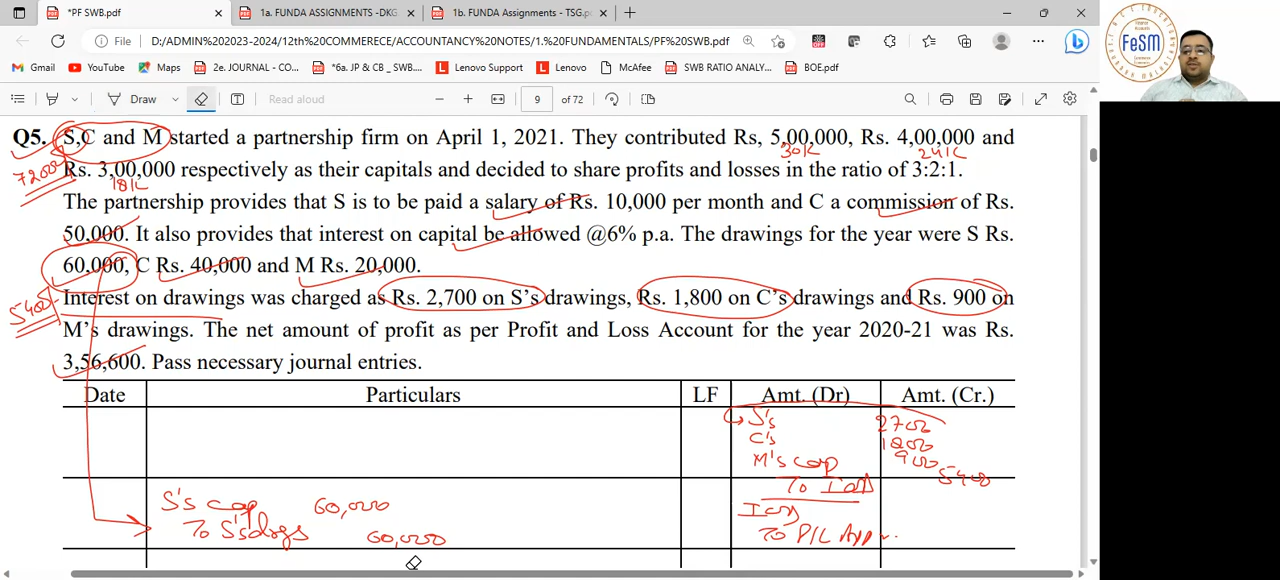 *PF SWB.pdf
1a. FUNDA ASSIGNMENTS -DKG
1b. FUNDA Assignments - TSG.p
File
D:/ADMIN%202023-2024/12th%20COMMERECE/ACCOUNTANCE%20NOTES/1.%20FUNDAMENTALS/PF%20SWB.pdf
Gmail YouTube Maps 2e. JOURNAL - CO... *6a. JP & CB _ SWB.... Lenovo Support Lenovo McAfee SWB RATIO ANALY... BOE.pdf
Draw Read aloud 9 of 72
FeSM
Q5. S,C and M started a partnership firm on April 1, 2021. They contributed Rs, 5,00,000, Rs. 4,00,000 and
30K 24K
72000
Rs. 3,00,000 respectively as their capitals and decided to share profits and losses in the ratio of 3:2:1.
18K
The partnership provides that S is to be paid a salary of Rs. 10,000 per month and C a commission of Rs.
50,000. It also provides that interest on capital be allowed @6% p.a. The drawings for the year were S Rs.
60,000, C Rs. 40,000 and M Rs. 20,000.
5400
Interest on drawings was charged as Rs. 2,700 on S's drawings, Rs. 1,800 on C's drawings and Rs. 900 on
M's drawings. The net amount of profit as per Profit and Loss Account for the year 2020-21 was Rs.
3,56,600. Pass necessary journal entries.
Date Particulars LF Amt. (Dr) Amt. (Cr.)
S's 2700
C's 1800
M's cap 900
To IOD 5400
S's cap 60,000
IOD
To S's dogs 60,000
To P/L App